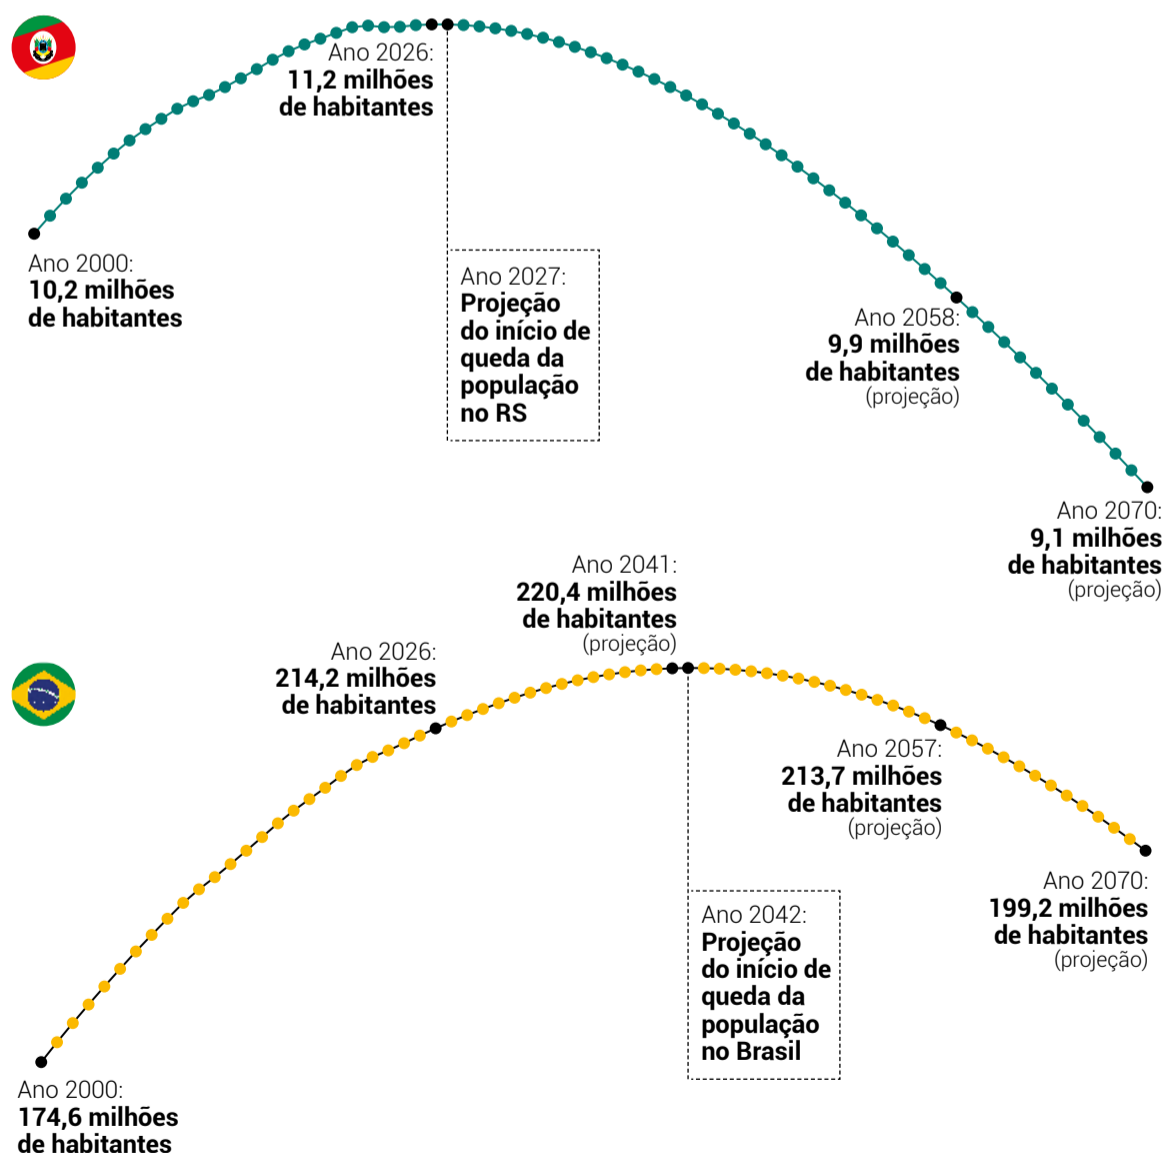 Ano 2026:
11,2 milhões
de habitantes
Ano 2000:
10,2 milhões
de habitantes
Ano 2027:
Projeção
do início de
queda da
população
no RS
Ano 2058:
9,9 milhões
de habitantes
(projeção)
Ano 2070:
9,1 milhões
de habitantes
(projeção)
Ano 2041:
220,4 milhões
de habitantes
(projeção)
Ano 2026:
214,2 milhões
de habitantes
Ano 2057:
213,7 milhões
de habitantes
(projeção)
Ano 2070:
199,2 milhões
de habitantes
(projeção)
Ano 2042:
Projeção
do início de
queda da
população
no Brasil
Ano 2000:
174,6 milhões
de habitantes